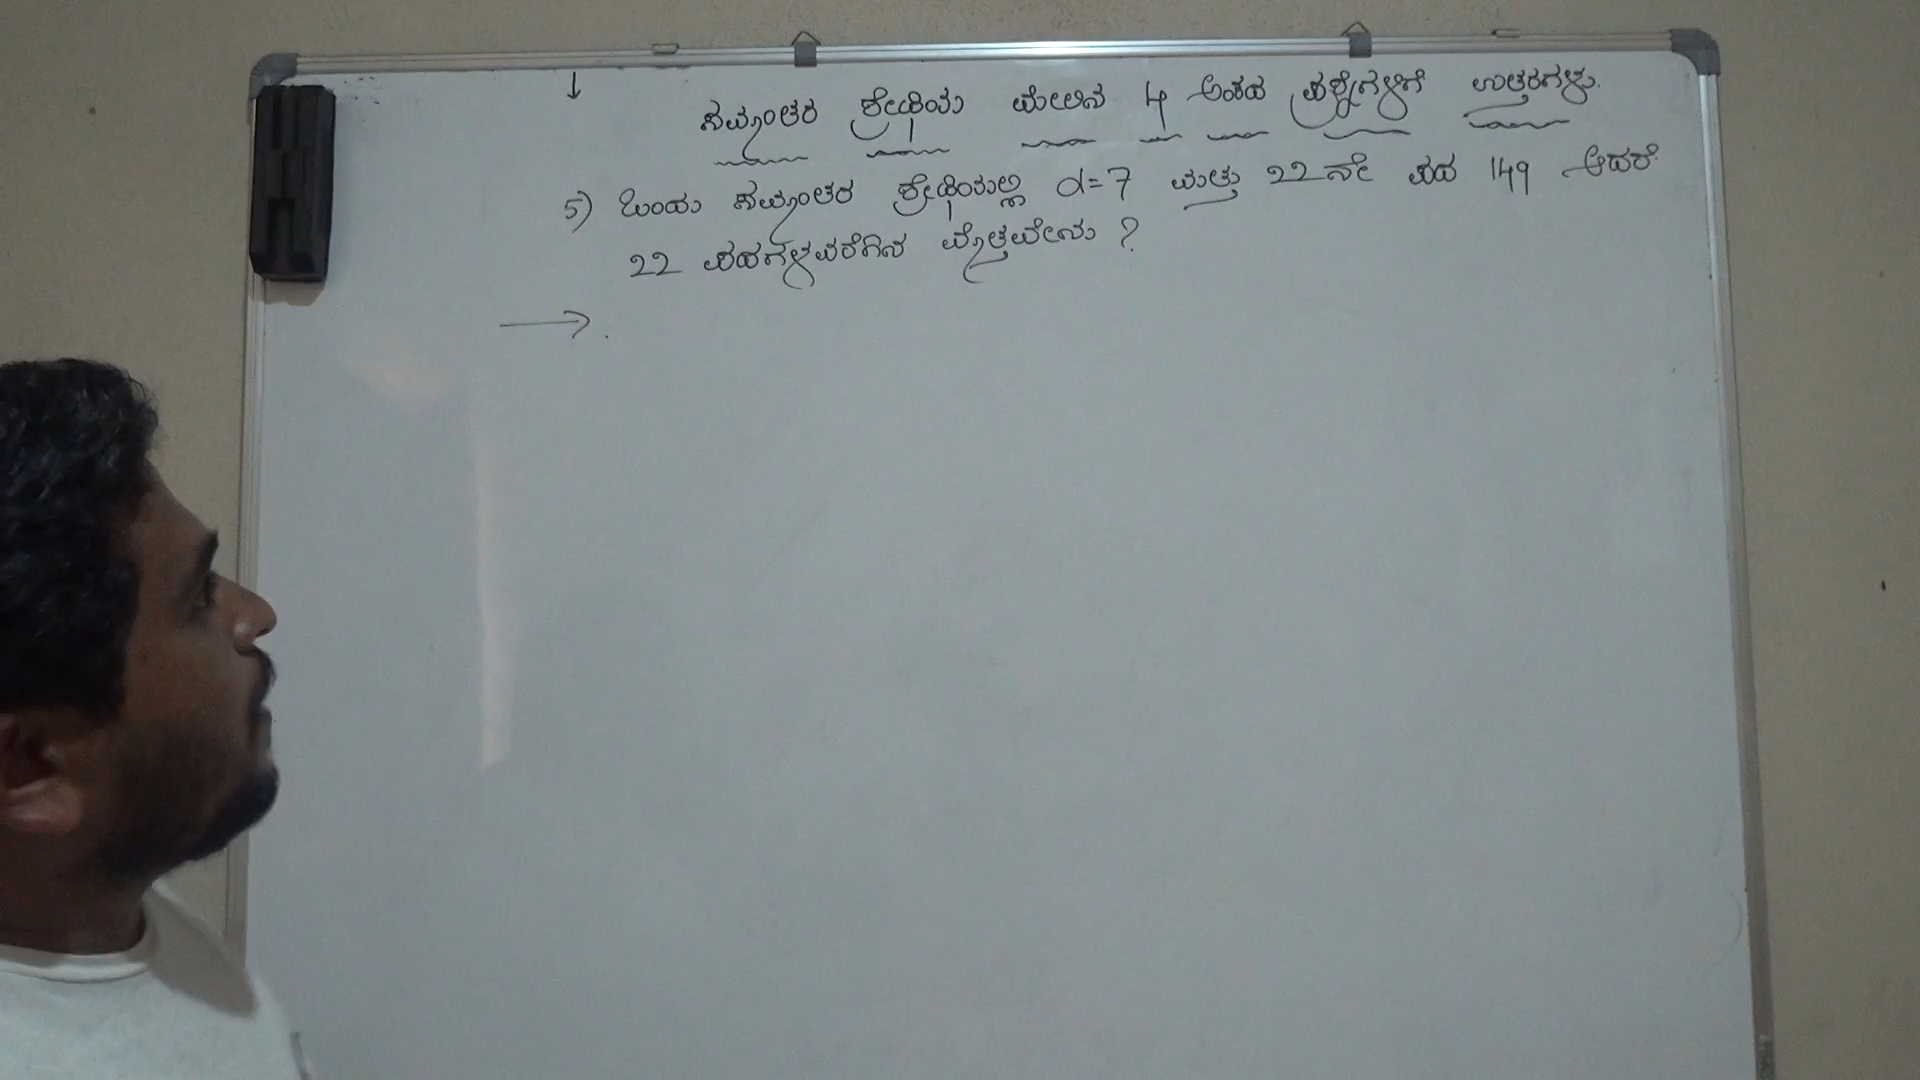 ಸಮಾಂತರ ಶ್ರೇಢಿಯ ಮೇಲಿನ 4 ಅಂಕದ ಪ್ರಶ್ನೆಗಳಿಗೆ ಉತ್ತರಗಳು.
5) ಒಂದು ಸಮಾಂತರ ಶ್ರೇಢಿಯಲ್ಲಿ d=7 ಮತ್ತು 22ನೇ ಪದ 149 ಆದರೆ
22 ಪದಗಳವರೆಗಿನ ಮೊತ್ತವೇನು ?